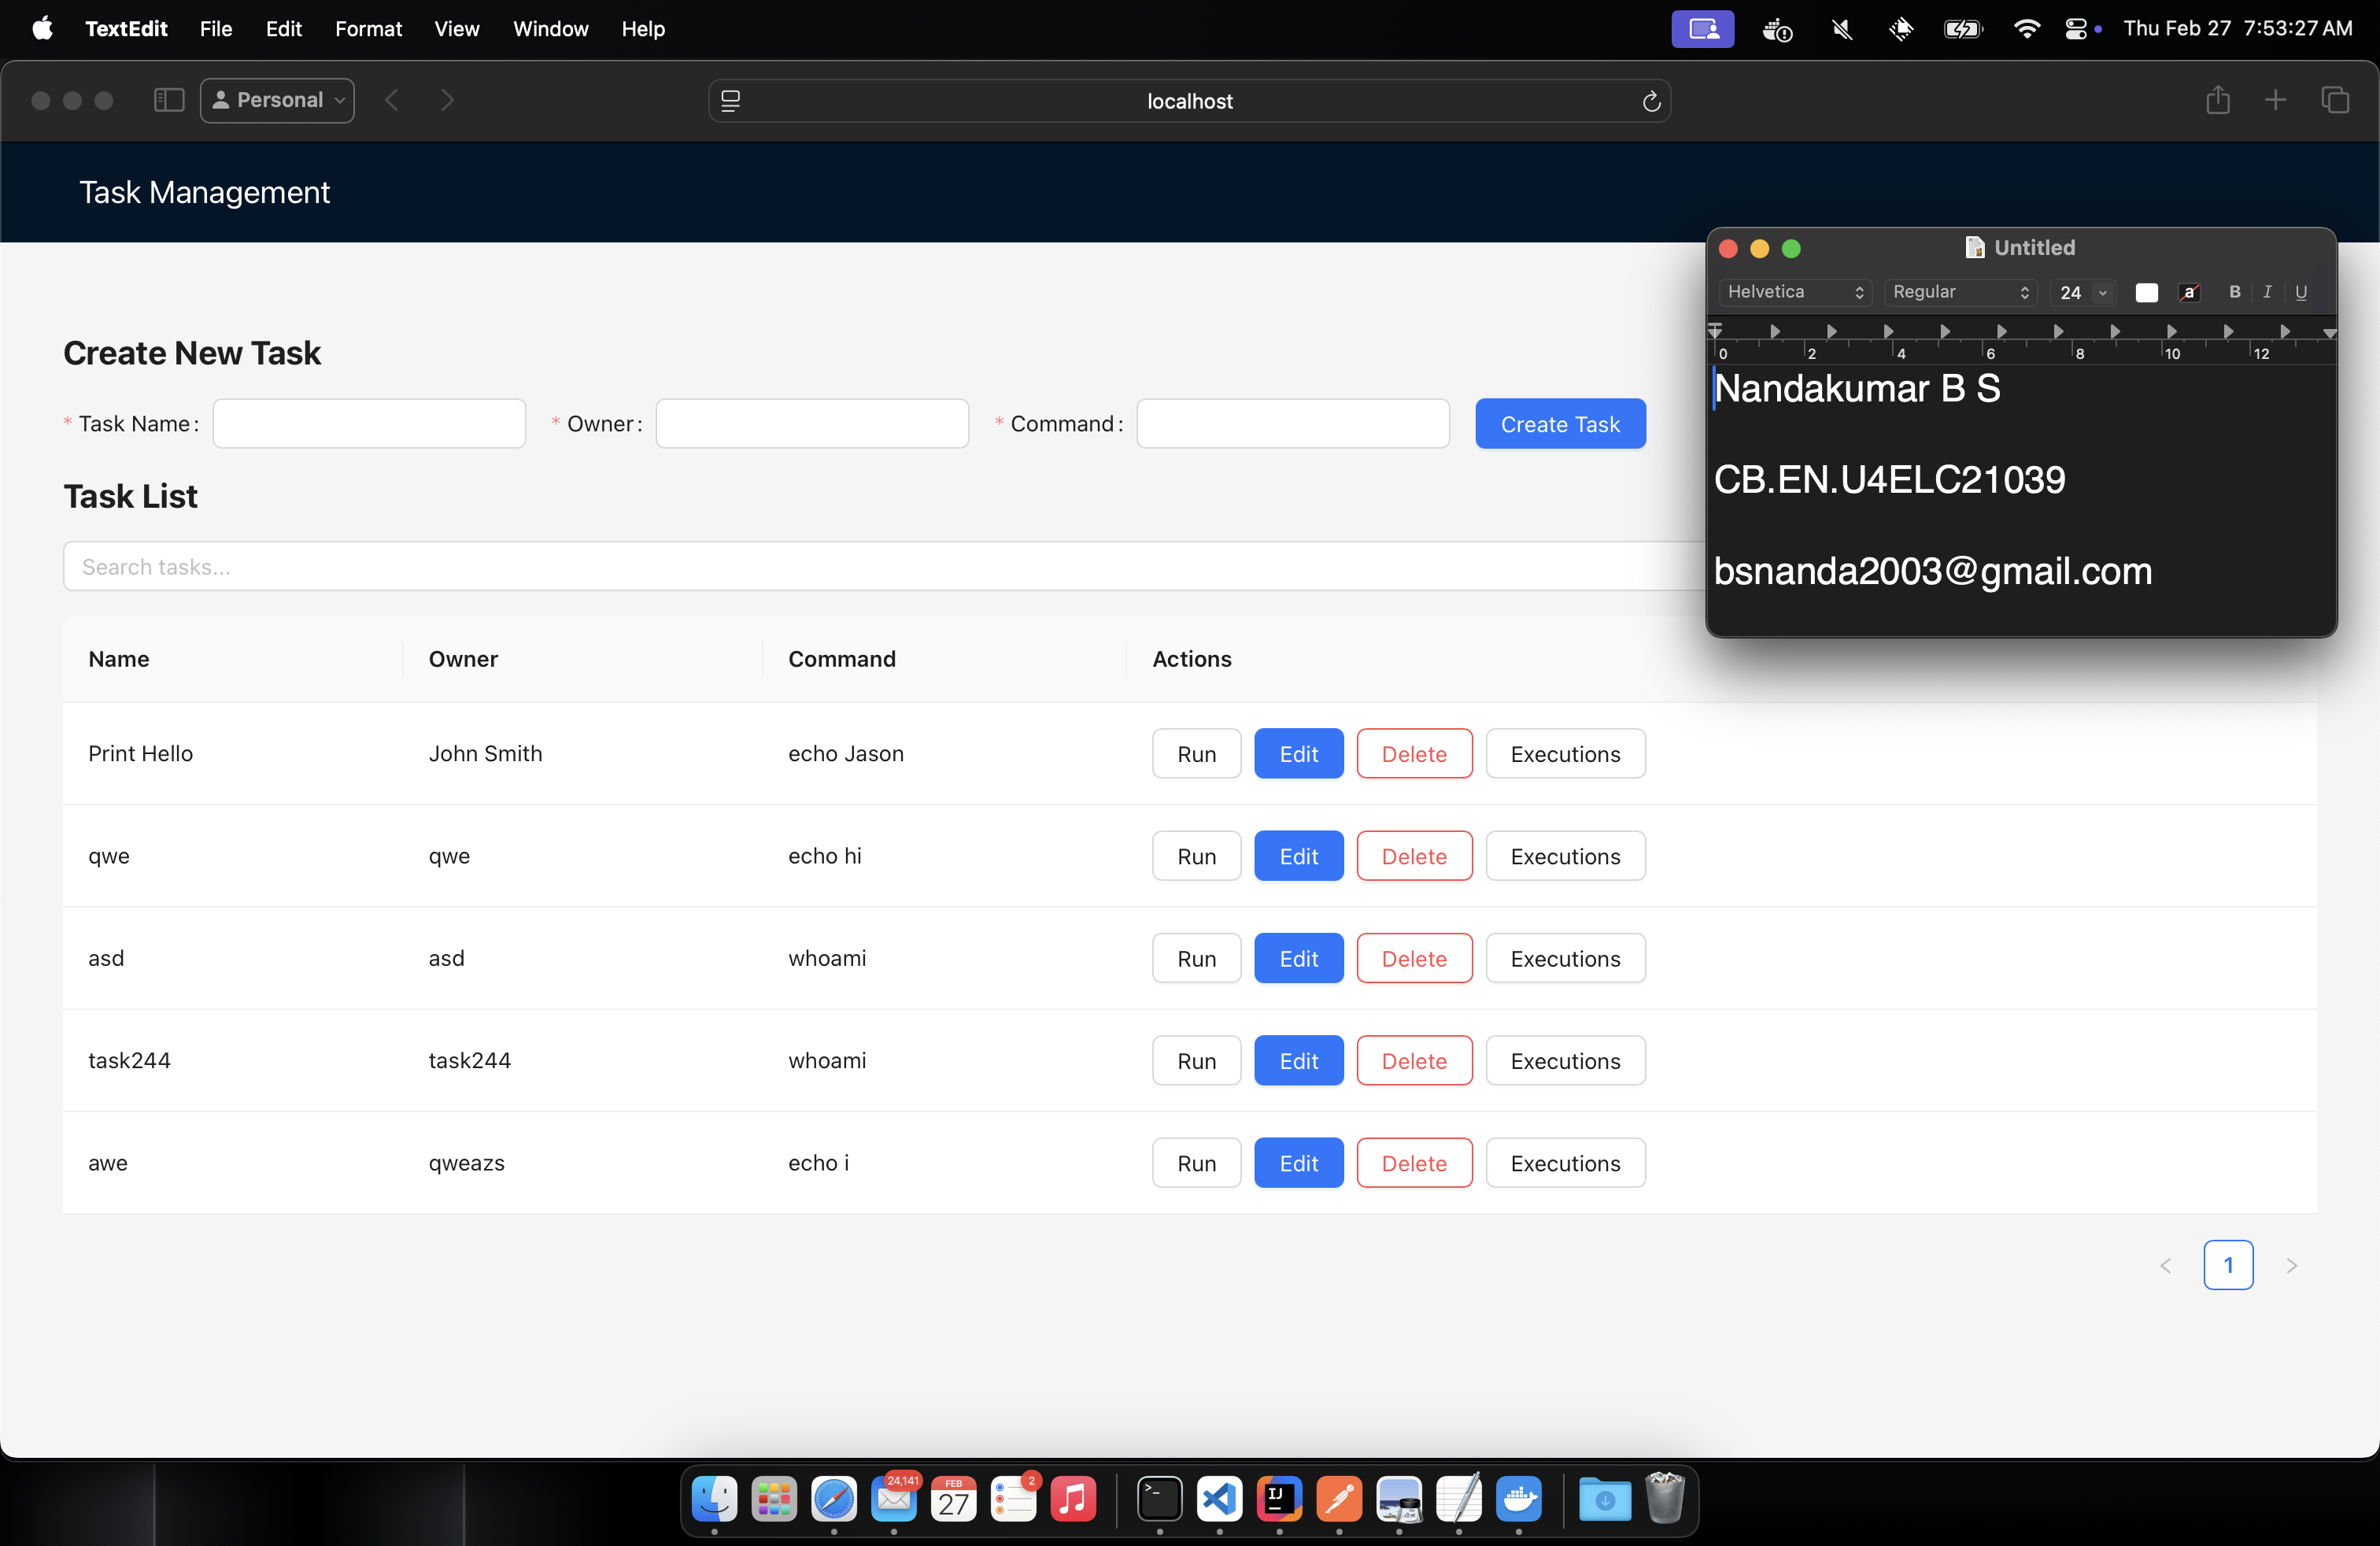 TextEdit File Edit Format View Window Help Thu Feb 27 7:53:27 AM
Personal localhost
Task Management
Untitled
Helvetica Regular 24 a B I U
0 2 4 6 8 10 12
Nandakumar B S
CB.EN.U4ELC21039
bsnanda2003@gmail.com
Create New Task
* Task Name: * Owner: * Command: Create Task
Task List
Search tasks...
Name Owner Command Actions
Print Hello John Smith echo Jason Run Edit Delete Executions
qwe qwe echo hi Run Edit Delete Executions
asd asd whoami Run Edit Delete Executions
task244 task244 whoami Run Edit Delete Executions
awe qweazs echo i Run Edit Delete Executions
< 1 >
24,141 FEB 27 2 >_ IJ